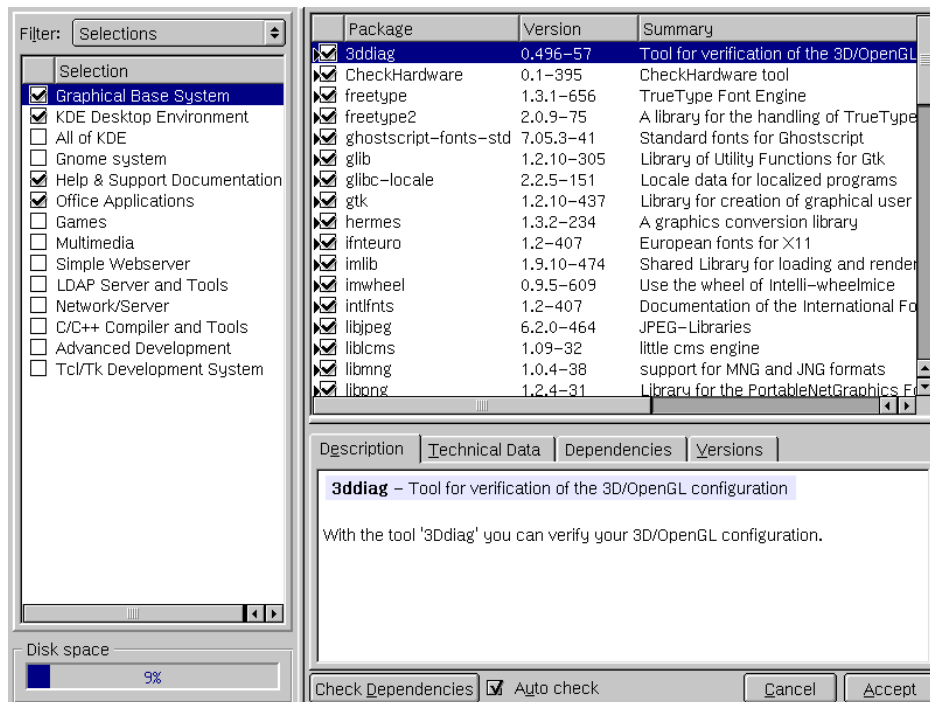 Filter: Selections
Selection
Graphical Base System
KDE Desktop Environment
All of KDE
Gnome system
Help & Support Documentation
Office Applications
Games
Multimedia
Simple Webserver
LDAP Server and Tools
Network/Server
C/C++ Compiler and Tools
Advanced Development
Tcl/Tk Development System
Disk space
9%
Package Version Summary
3ddiag 0.496-57 Tool for verification of the 3D/OpenGL
CheckHardware 0.1-395 CheckHardware tool
freetype 1.3.1-656 TrueType Font Engine
freetype2 2.0.9-75 A library for the handling of TrueType
ghostscript-fonts-std 7.05.3-41 Standard fonts for Ghostscript
glib 1.2.10-305 Library of Utility Functions for Gtk
glibc-locale 2.2.5-151 Locale data for localized programs
gtk 1.2.10-437 Library for creation of graphical user
hermes 1.3.2-234 A graphics conversion library
ifnteuro 1.2-407 European fonts for X11
imlib 1.9.10-474 Shared Library for loading and render
imwheel 0.9.5-609 Use the wheel of Intelli-wheelmice
intlfnts 1.2-407 Documentation of the International Fo
libjpeg 6.2.0-464 JPEG-Libraries
liblcms 1.09-32 little cms engine
libmng 1.0.4-38 support for MNG and JNG formats
libpng 1.2.4-31 Library for the PortableNetGraphics Fo
Description Technical Data Dependencies Versions
3ddiag - Tool for verification of the 3D/OpenGL configuration
With the tool '3Ddiag' you can verify your 3D/OpenGL configuration.
Check Dependencies Auto check Cancel Accept